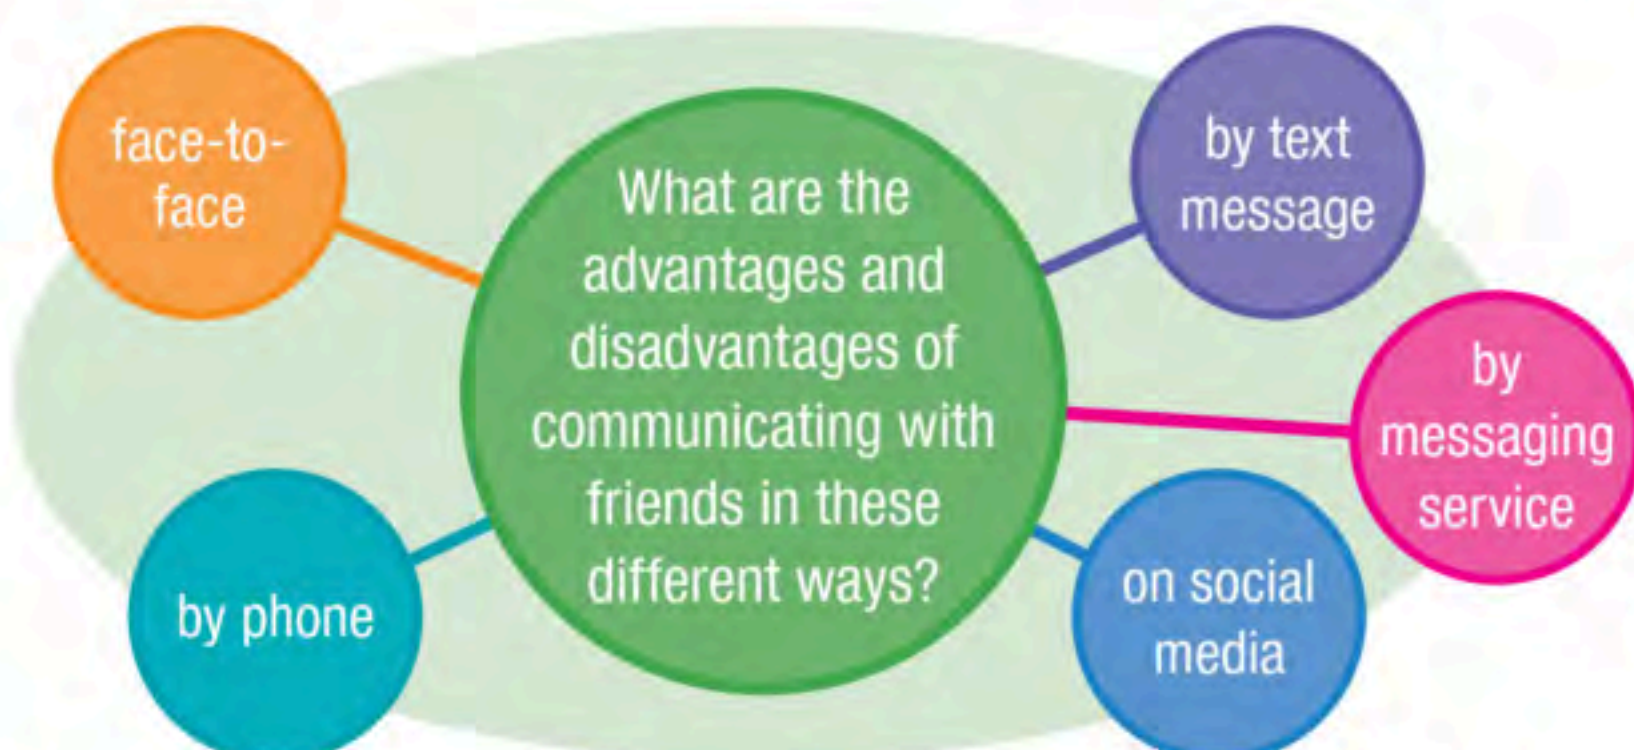 face-to-
face
What are the
advantages and
disadvantages of
communicating with
friends in these
different ways?
by text
message
by
messaging
service
by phone
on social
media